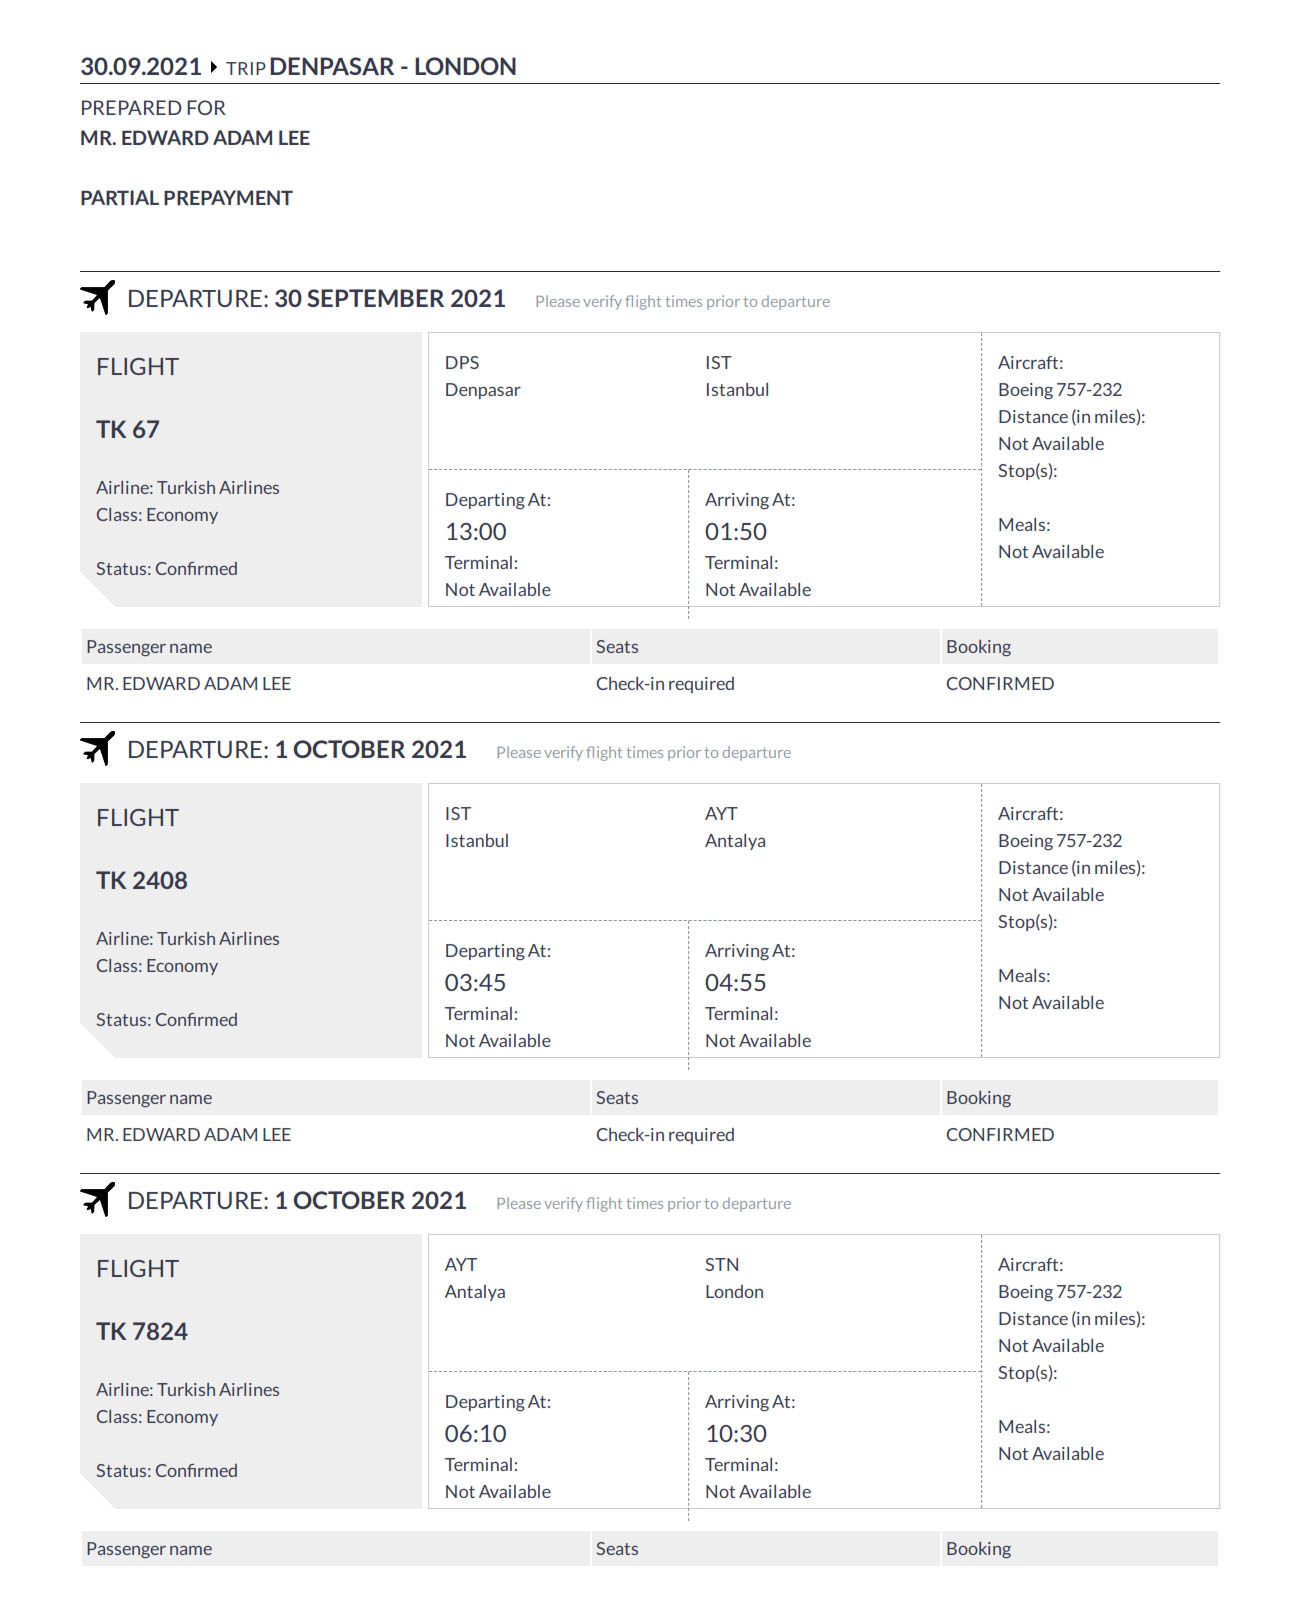 30.09.2021 TRIP DENPASAR - LONDON
PREPARED FOR
MR. EDWARD ADAM LEE
PARTIAL PREPAYMENT
DEPARTURE: 30 SEPTEMBER 2021 Please verify flight times prior to departure
FLIGHT
TK 67
Airline: Turkish Airlines
Class: Economy
Status: Confirmed
DPS
Denpasar
IST
Istanbul
Departing At:
13:00
Terminal:
Not Available
Arriving At:
01:50
Terminal:
Not Available
Aircraft:
Boeing 757-232
Distance (in miles):
Not Available
Stop(s):
Meals:
Not Available
Passenger name Seats Booking
MR. EDWARD ADAM LEE Check-in required CONFIRMED
DEPARTURE: 1 OCTOBER 2021 Please verify flight times prior to departure
FLIGHT
TK 2408
Airline: Turkish Airlines
Class: Economy
Status: Confirmed
IST
Istanbul
AYT
Antalya
Departing At:
03:45
Terminal:
Not Available
Arriving At:
04:55
Terminal:
Not Available
Aircraft:
Boeing 757-232
Distance (in miles):
Not Available
Stop(s):
Meals:
Not Available
Passenger name Seats Booking
MR. EDWARD ADAM LEE Check-in required CONFIRMED
DEPARTURE: 1 OCTOBER 2021 Please verify flight times prior to departure
FLIGHT
TK 7824
Airline: Turkish Airlines
Class: Economy
Status: Confirmed
AYT
Antalya
STN
London
Departing At:
06:10
Terminal:
Not Available
Arriving At:
10:30
Terminal:
Not Available
Aircraft:
Boeing 757-232
Distance (in miles):
Not Available
Stop(s):
Meals:
Not Available
Passenger name Seats Booking